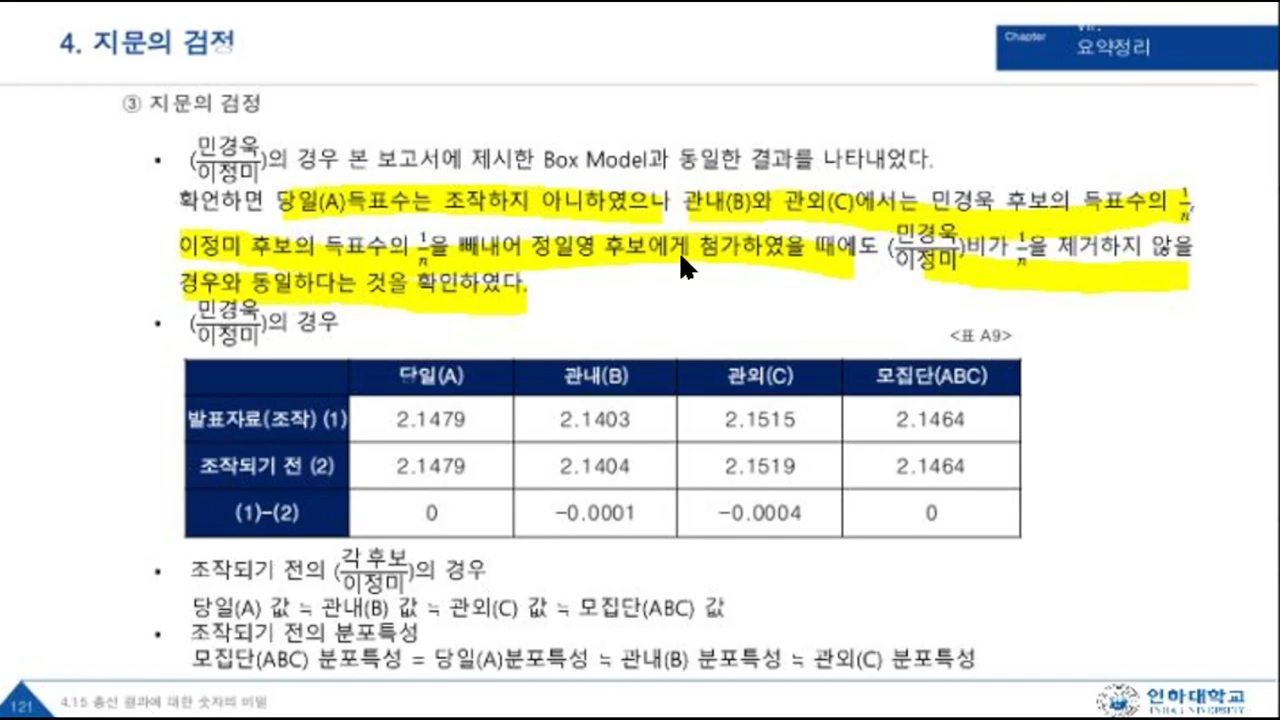 4. 지문의 검정
Chapter
VII.
요약정리
③ 지문의 검정
• (민경욱/이정미)의 경우 본 보고서에 제시한 Box Model과 동일한 결과를 나타내었다.
확언하면 당일(A)득표수는 조작하지 아니하였으나 관내(B)와 관외(C)에서는 민경욱 후보의 득표수의 1/n,
이정미 후보의 득표수의 1/n을 빼내어 정일영 후보에게 첨가하였을 때에도 (민경욱/이정미)비가 1/n을 제거하지 않을
경우와 동일하다는 것을 확인하였다.
• (민경욱/이정미)의 경우
<표 A9>
당일(A) 관내(B) 관외(C) 모집단(ABC)
발표자료(조작) (1) 2.1479 2.1403 2.1515 2.1464
조작되기 전 (2) 2.1479 2.1404 2.1519 2.1464
(1)-(2) 0 -0.0001 -0.0004 0
• 조작되기 전의 (각 후보/이정미)의 경우
당일(A) 값 ≒ 관내(B) 값 ≒ 관외(C) 값 ≒ 모집단(ABC) 값
• 조작되기 전의 분포특성
모집단(ABC) 분포특성 = 당일(A)분포특성 ≒ 관내(B) 분포특성 ≒ 관외(C) 분포특성
121
4.15 총선 결과에 대한 숫자의 비밀
인하대학교
INHA UNIVERSITY